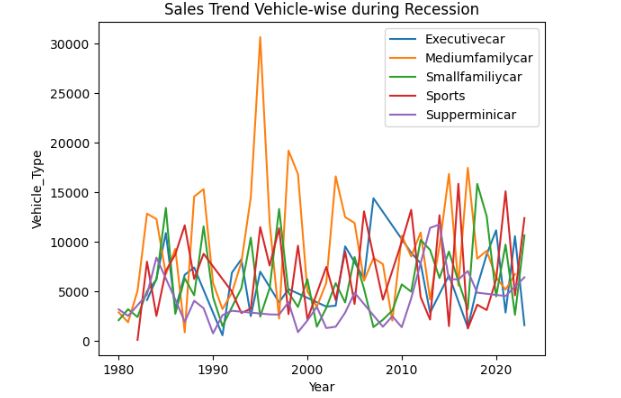 Sales Trend Vehicle-wise during Recession
Executivecar
Mediumfamilycar
Smallfamiliycar
Sports
Supperminicar
Vehicle_Type
30000
25000
20000
15000
10000
5000
0
1980
1990
2000
2010
2020
Year